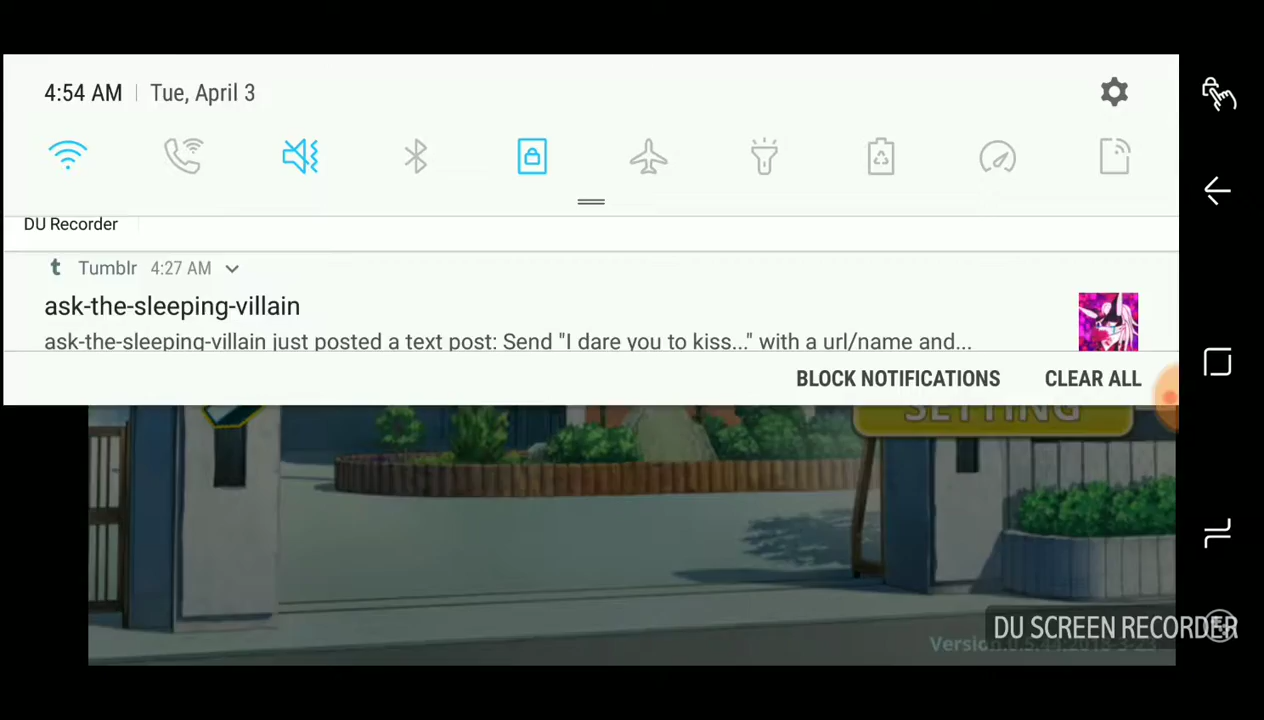 4:54 AM | Tue, April 3
DU Recorder
t Tumblr 4:27 AM
ask-the-sleeping-villain
ask-the-sleeping-villain just posted a text post: Send "I dare you to kiss..." with a url/name and...
BLOCK NOTIFICATIONS CLEAR ALL
SETTING
DU SCREEN RECORDER
Version